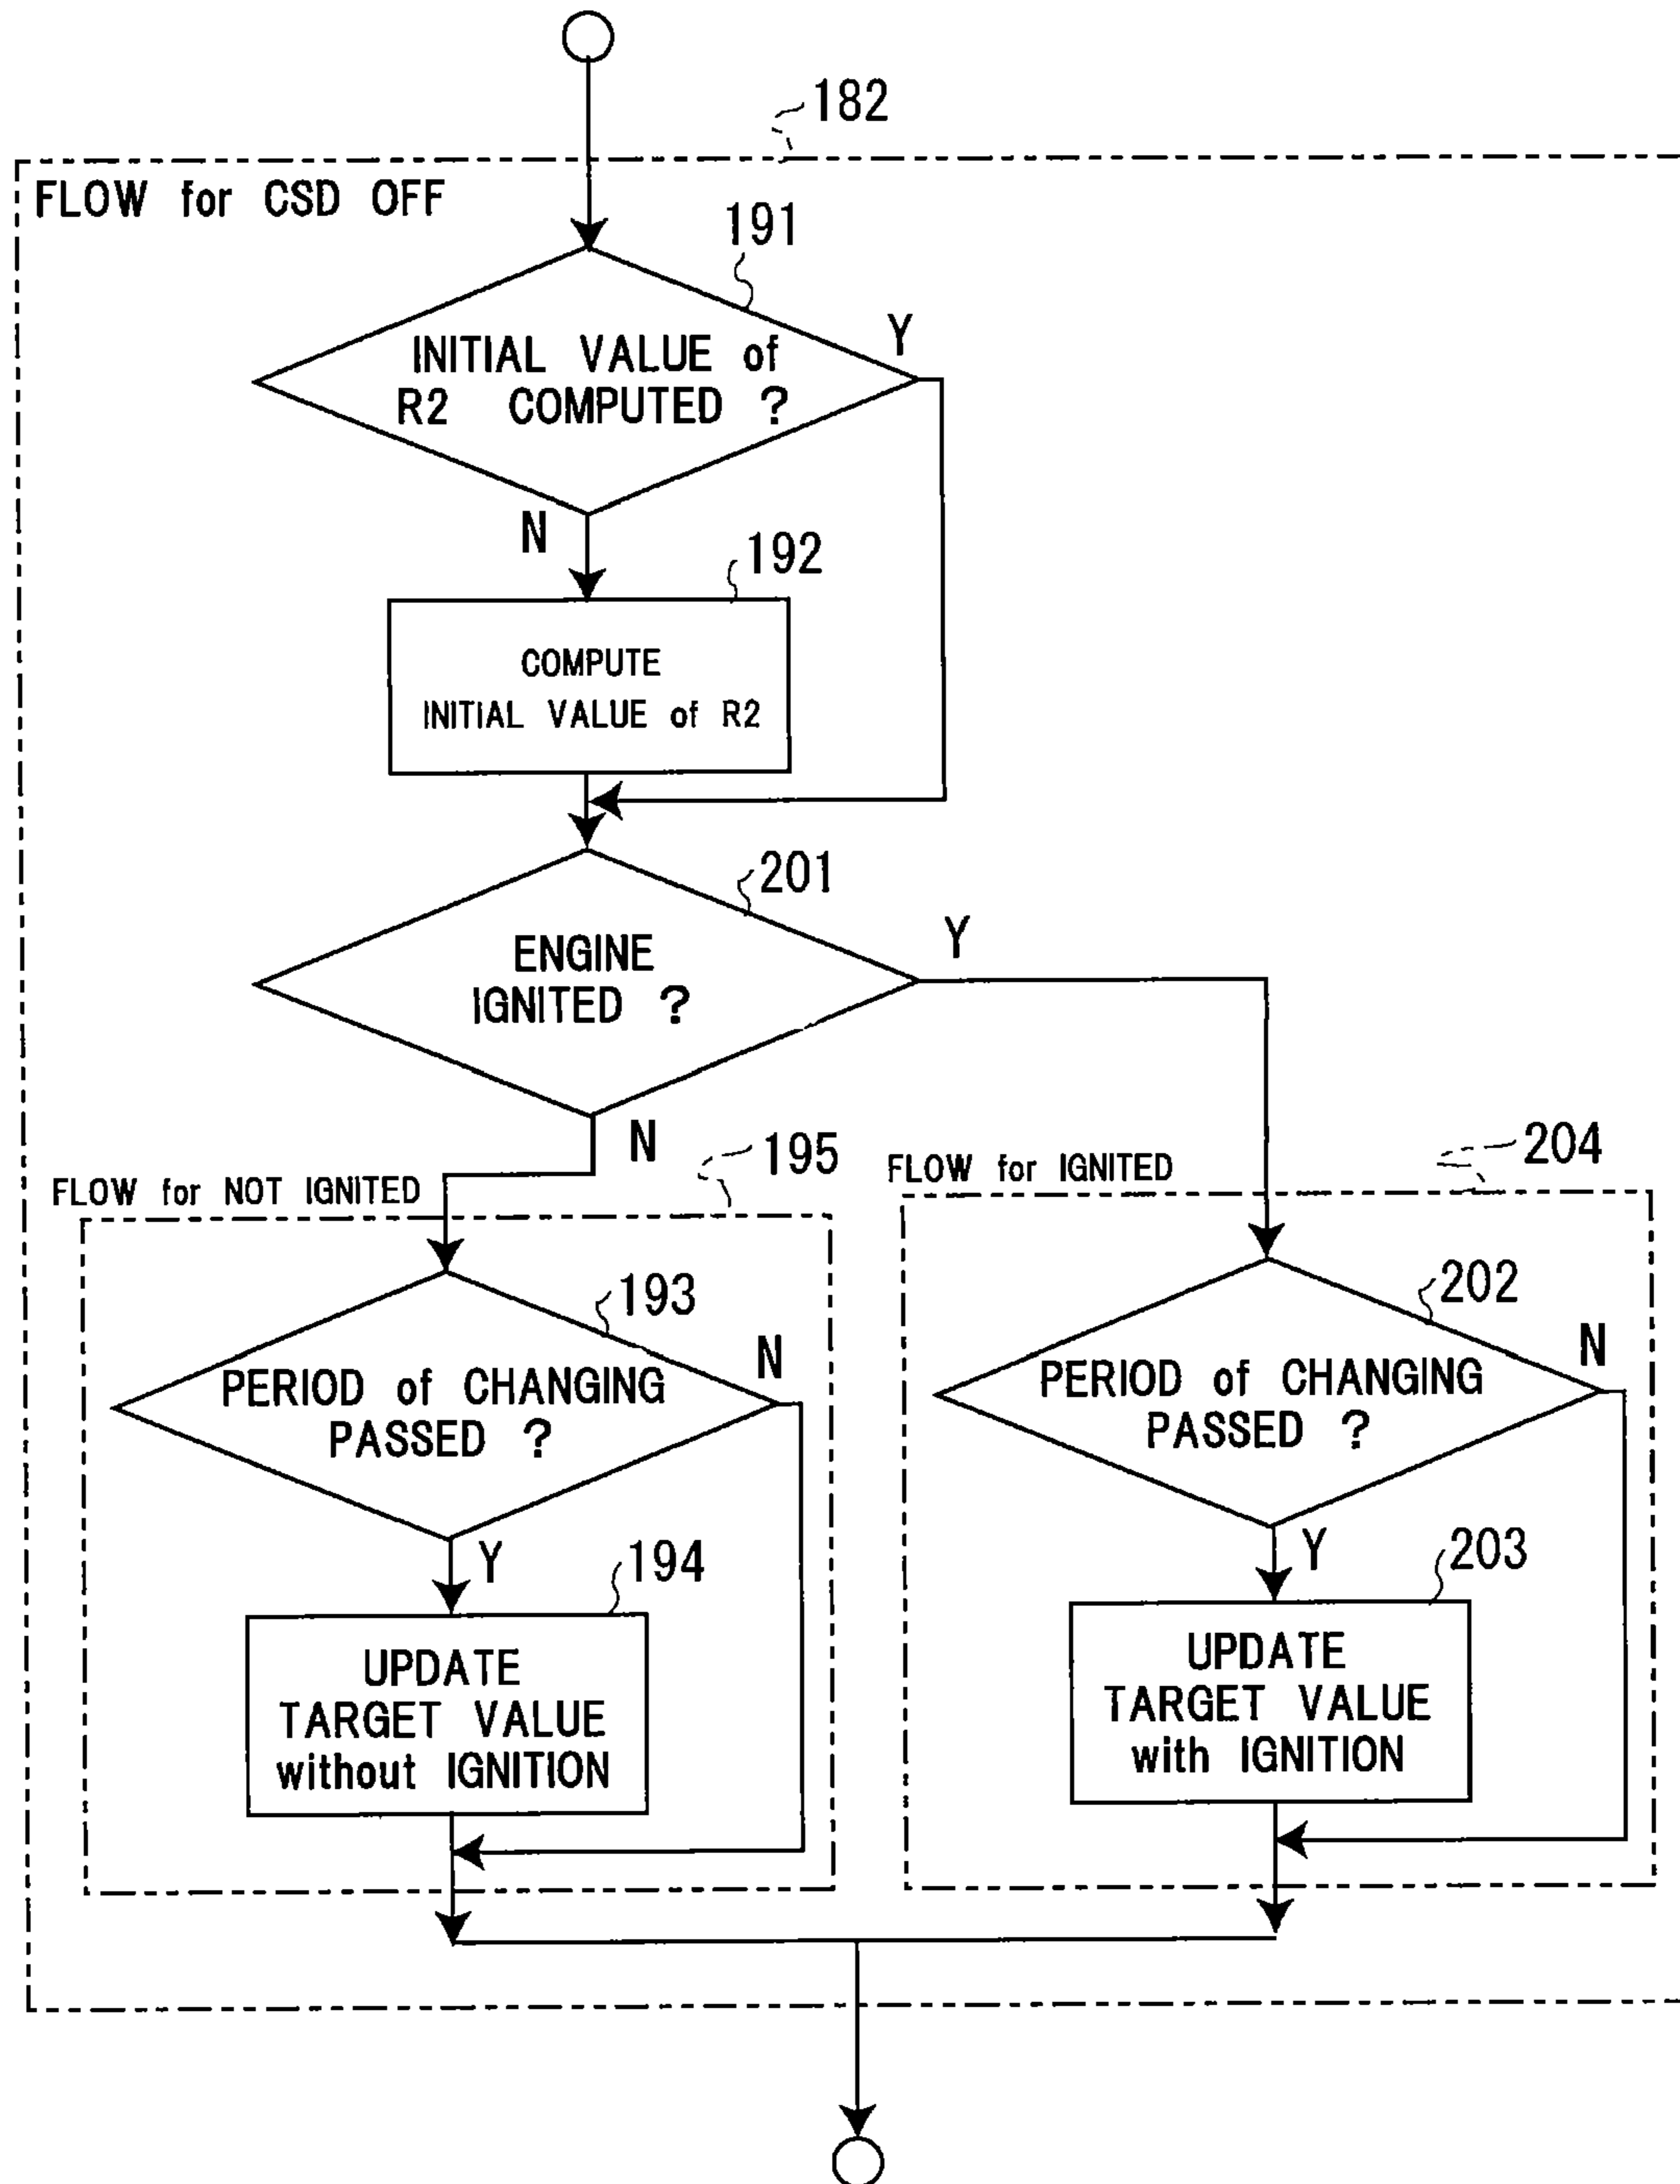 182
FLOW for CSD OFF
191
INITIAL VALUE of
R2 COMPUTED ?
Y
N
192
COMPUTE
INITIAL VALUE of R2
201
ENGINE
IGNITED ?
Y
N
195
FLOW for NOT IGNITED
193
PERIOD of CHANGING
PASSED ?
N
Y
194
UPDATE
TARGET VALUE
without IGNITION
204
FLOW for IGNITED
202
PERIOD of CHANGING
PASSED ?
N
Y
203
UPDATE
TARGET VALUE
with IGNITION